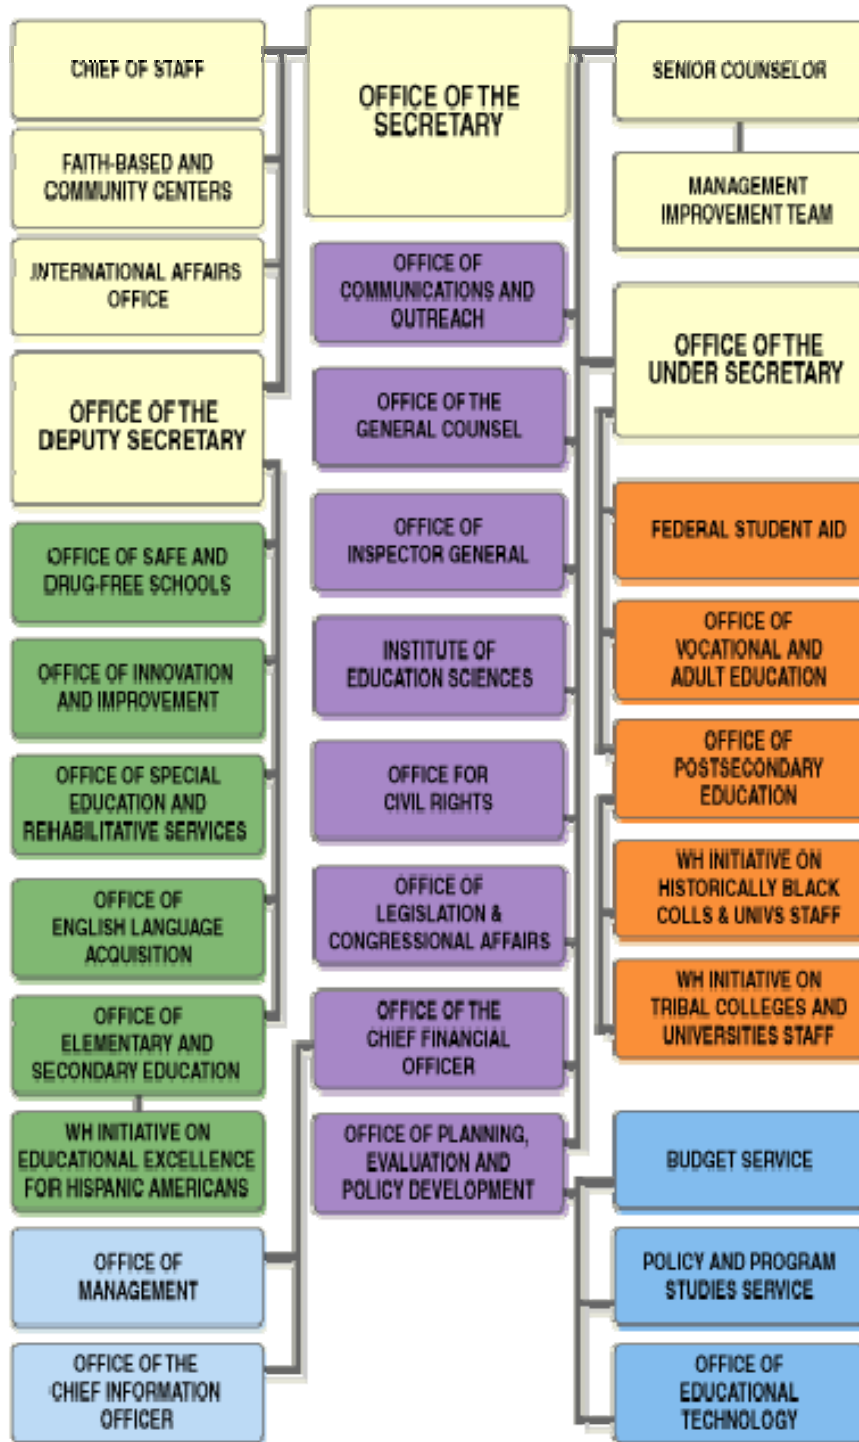 CHIEF OF STAFF
FAITH-BASED AND
COMMUNITY CENTERS
INTERNATIONAL AFFAIRS
OFFICE
OFFICE OF THE
DEPUTY SECRETARY
OFFICE OF SAFE AND
DRUG-FREE SCHOOLS
OFFICE OF INNOVATION
AND IMPROVEMENT
OFFICE OF SPECIAL
EDUCATION AND
REHABILITATIVE SERVICES
OFFICE OF
ENGLISH LANGUAGE
ACQUISITION
OFFICE OF
ELEMENTARY AND
SECONDARY EDUCATION
WH INITIATIVE ON
EDUCATIONAL EXCELLENCE
FOR HISPANIC AMERICANS
OFFICE OF
MANAGEMENT
OFFICE OF THE
CHIEF INFORMATION
OFFICER
OFFICE OF THE
SECRETARY
OFFICE OF
COMMUNICATIONS AND
OUTREACH
OFFICE OF THE
GENERAL COUNSEL
OFFICE OF
INSPECTOR GENERAL
INSTITUTE OF
EDUCATION SCIENCES
OFFICE FOR
CIVIL RIGHTS
OFFICE OF
LEGISLATION &
CONGRESSIONAL AFFAIRS
OFFICE OF THE
CHIEF FINANCIAL
OFFICER
OFFICE OF PLANNING,
EVALUATION AND
POLICY DEVELOPMENT
SENIOR COUNSELOR
MANAGEMENT
IMPROVEMENT TEAM
OFFICE OF THE
UNDER SECRETARY
FEDERAL STUDENT AID
OFFICE OF
VOCATIONAL AND
ADULT EDUCATION
OFFICE OF
POSTSECONDARY
EDUCATION
WH INITIATIVE ON
HISTORICALLY BLACK
COLLS & UNIVS STAFF
WH INITIATIVE ON
TRIBAL COLLEGES AND
UNIVERSITIES STAFF
BUDGET SERVICE
POLICY AND PROGRAM
STUDIES SERVICE
OFFICE OF
EDUCATIONAL
TECHNOLOGY